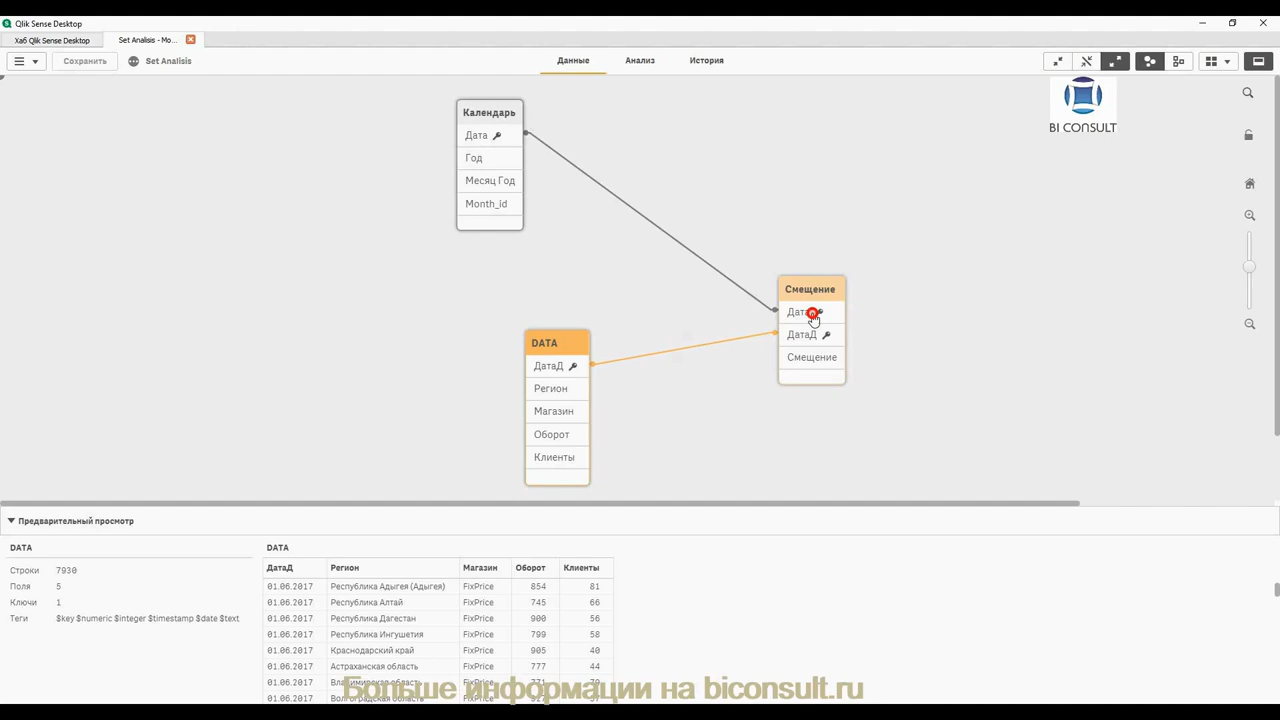 Qlik Sense Desktop
Хаб Qlik Sense Desktop
Set Analisis - Mo...
Сохранить
Set Analisis
Данные
Анализ
История
BI CONSULT
Календарь
Дата
Год
Месяц Год
Month_id
Смещение
Дата
ДатаД
Смещение
DATA
ДатаД
Регион
Магазин
Оборот
Клиенты
Предварительный просмотр
DATA
Строки 7930
Поля 5
Ключи 1
Теги $key $numeric $integer $timestamp $date $text
DATA
ДатаД Регион Магазин Оборот Клиенты
01.06.2017 Республика Адыгея (Адыгея) FixPrice 854 81
01.06.2017 Республика Алтай FixPrice 745 66
01.06.2017 Республика Дагестан FixPrice 900 56
01.06.2017 Республика Ингушетия FixPrice 799 58
01.06.2017 Краснодарский край FixPrice 905 40
01.06.2017 Астраханская область FixPrice 777 44
01.06.2017 FixPrice
01.06.2017 FixPrice
Больше информации на biconsult.ru